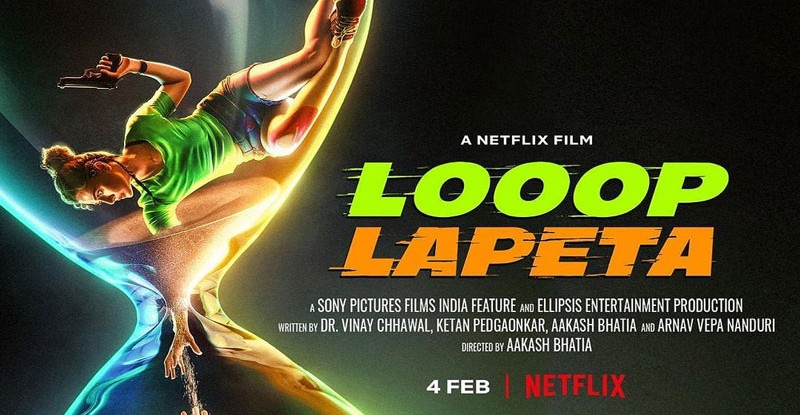 A NETFLIX FILM
LOOOP
LAPETA
A SONY PICTURES FILMS INDIA FEATURE AND ELLIPSIS ENTERTAINMENT PRODUCTION
WRITTEN BY DR. VINAY CHHAWAL, KETAN PEDGAONKAR, AAKASH BHATIA AND ARNAV VEPA NANDURI
DIRECTED BY AAKASH BHATIA
4 FEB | NETFLIX